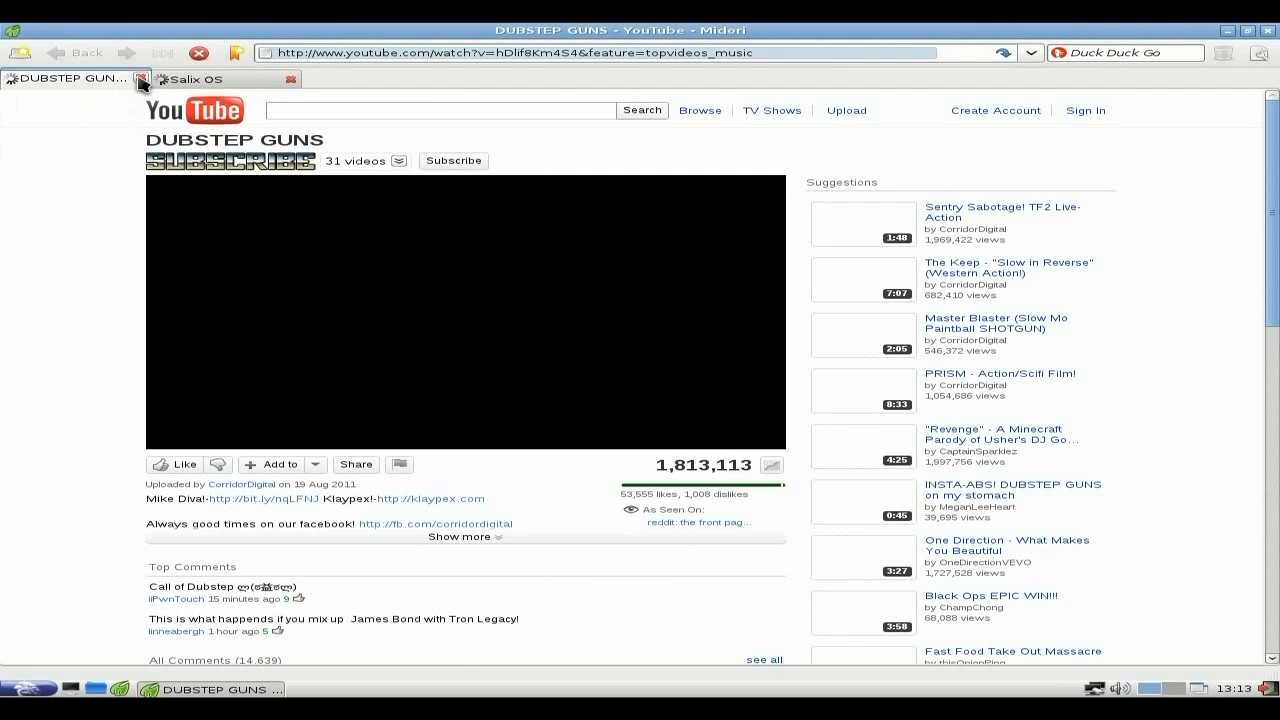 DUBSTEP GUNS - YouTube - Midori
Back
http://www.youtube.com/watch?v=hDlif8Km4S4&feature=topvideos_music
Duck Duck Go
DUBSTEP GUN...
Salix OS
YouTube
Search
Browse
TV Shows
Upload
Create Account
Sign In
DUBSTEP GUNS
SUBSCRIBE
31 videos
Subscribe
Like
Add to
Share
1,813,113
Uploaded by CorridorDigital on 19 Aug 2011
53,555 likes, 1,008 dislikes
Mike Diva!-http://bit.ly/nqLFNJ Klaypex!-http://klaypex.com
As Seen On:
reddit: the front pag...
Always good times on our facebook! http://fb.com/corridordigital
Show more
Top Comments
Call of Dubstep ლ(ಠ益ಠლ)
iiPwnTouch 15 minutes ago 9
This is what happends if you mix up James Bond with Tron Legacy!
linneabergh 1 hour ago 5
All Comments (14,639)
see all
Suggestions
Sentry Sabotage! TF2 Live-
Action
by CorridorDigital
1,969,422 views
1:48
The Keep - "Slow in Reverse"
(Western Action!)
by CorridorDigital
682,410 views
7:07
Master Blaster (Slow Mo
Paintball SHOTGUN)
by CorridorDigital
546,372 views
2:05
PRISM - Action/Scifi Film!
by CorridorDigital
1,054,686 views
8:33
"Revenge" - A Minecraft
Parody of Usher's DJ Go...
by CaptainSparklez
1,997,756 views
4:25
INSTA-ABS! DUBSTEP GUNS
on my stomach
by MeganLeeHeart
39,695 views
0:45
One Direction - What Makes
You Beautiful
by OneDirectionVEVO
1,727,528 views
3:27
Black Ops EPIC WIN!!!
by ChampChong
68,088 views
3:58
Fast Food Take Out Massacre
by thisOnionRing
DUBSTEP GUNS ...
13:13